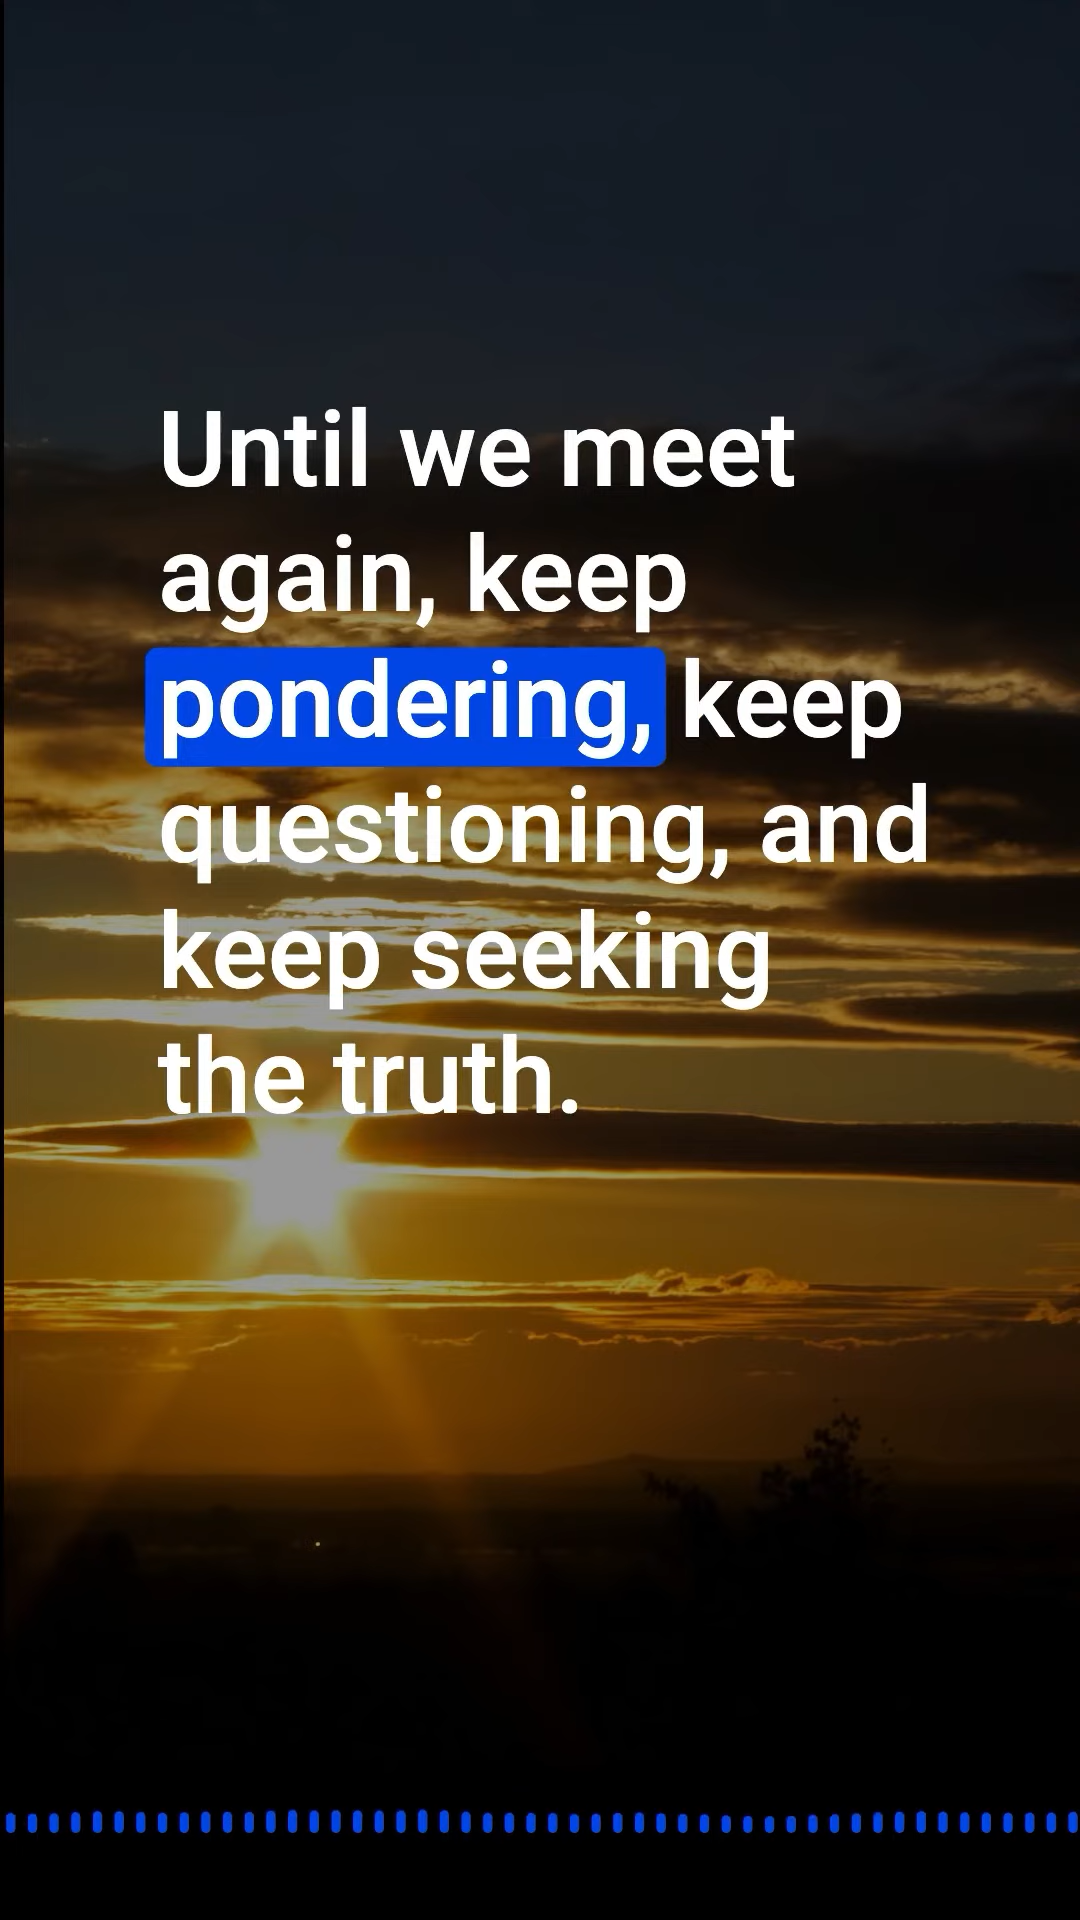 Until we meet
again, keep
pondering, keep
questioning, and
keep seeking
the truth.